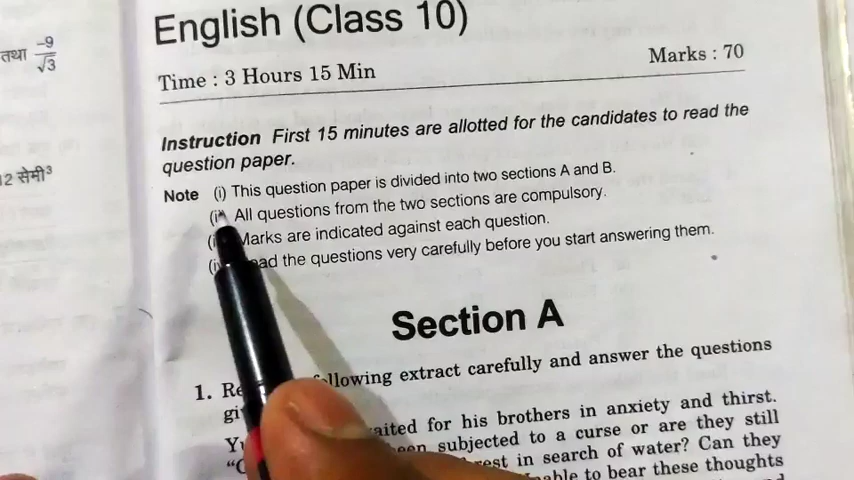 तथा -9/√3
12 सेमी³
English (Class 10)
Time : 3 Hours 15 Min
Marks : 70
Instruction First 15 minutes are allotted for the candidates to read the
question paper.
Note (i) This question paper is divided into two sections A and B.
All questions from the two sections are compulsory.
Marks are indicated against each question.
the questions very carefully before you start answering them.
Section A
1. following extract carefully and answer the questions
for his brothers in anxiety and thirst.
subjected to a curse or are they still
in search of water? Can they
to bear these thoughts